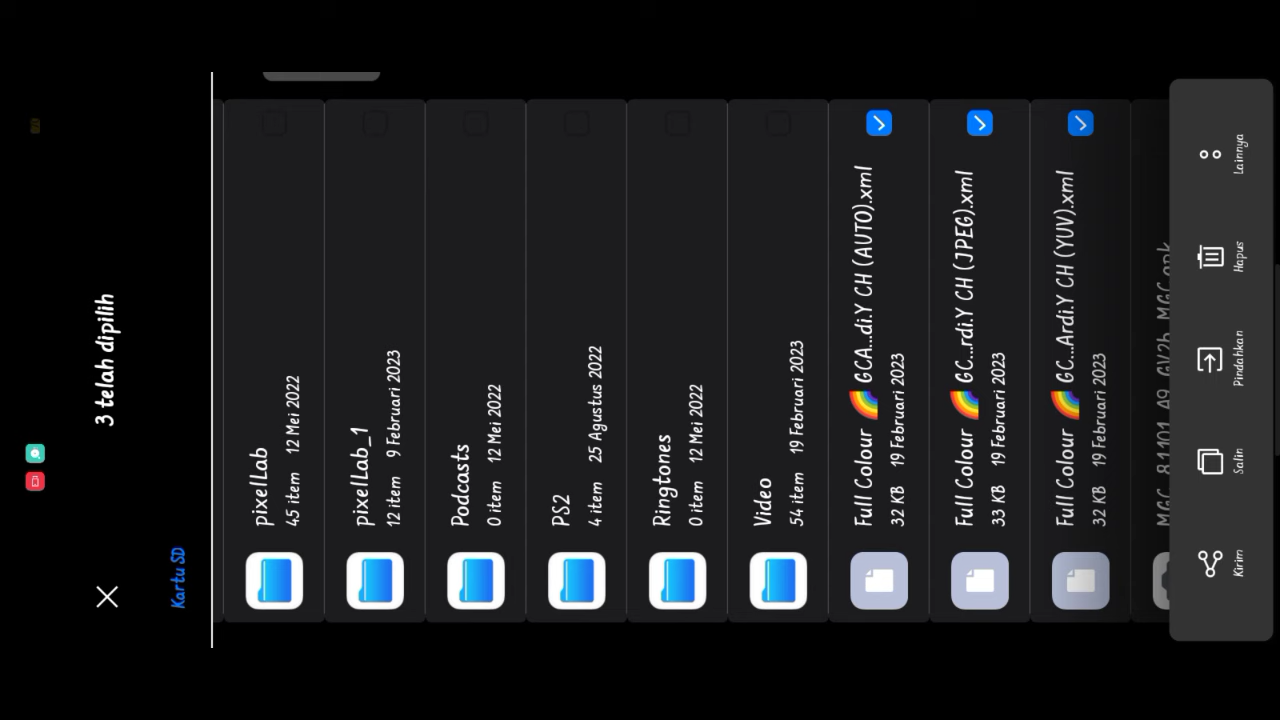 3 telah dipilih
Kartu SD
pixelLab
45 item 12 Mei 2022
pixelLab_1
12 item 9 Februari 2023
Podcasts
0 item 12 Mei 2022
PS2
4 item 25 Agustus 2022
Ringtones
0 item 12 Mei 2022
Video
54 item 19 Februari 2023
Full Colour 🌈 GCA...di.Y CH (AUTO).xml
32 KB 19 Februari 2023
Full Colour 🌈 GC...rdi.Y CH (JPEG).xml
33 KB 19 Februari 2023
Full Colour 🌈 GC...Ardi.Y CH (YUV).xml
32 KB 19 Februari 2023
MGC_8.1.101_A9_GV2b_MGC.apk
Kirim
Salin
Pindahkan
Hapus
Lainnya